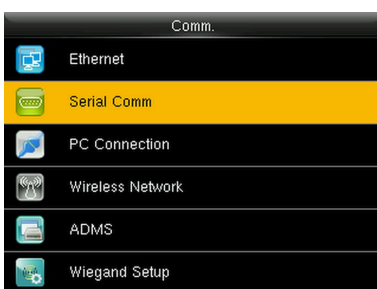 Comm.
Ethernet
Serial Comm
PC Connection
Wireless Network
ADMS
Wiegand Setup